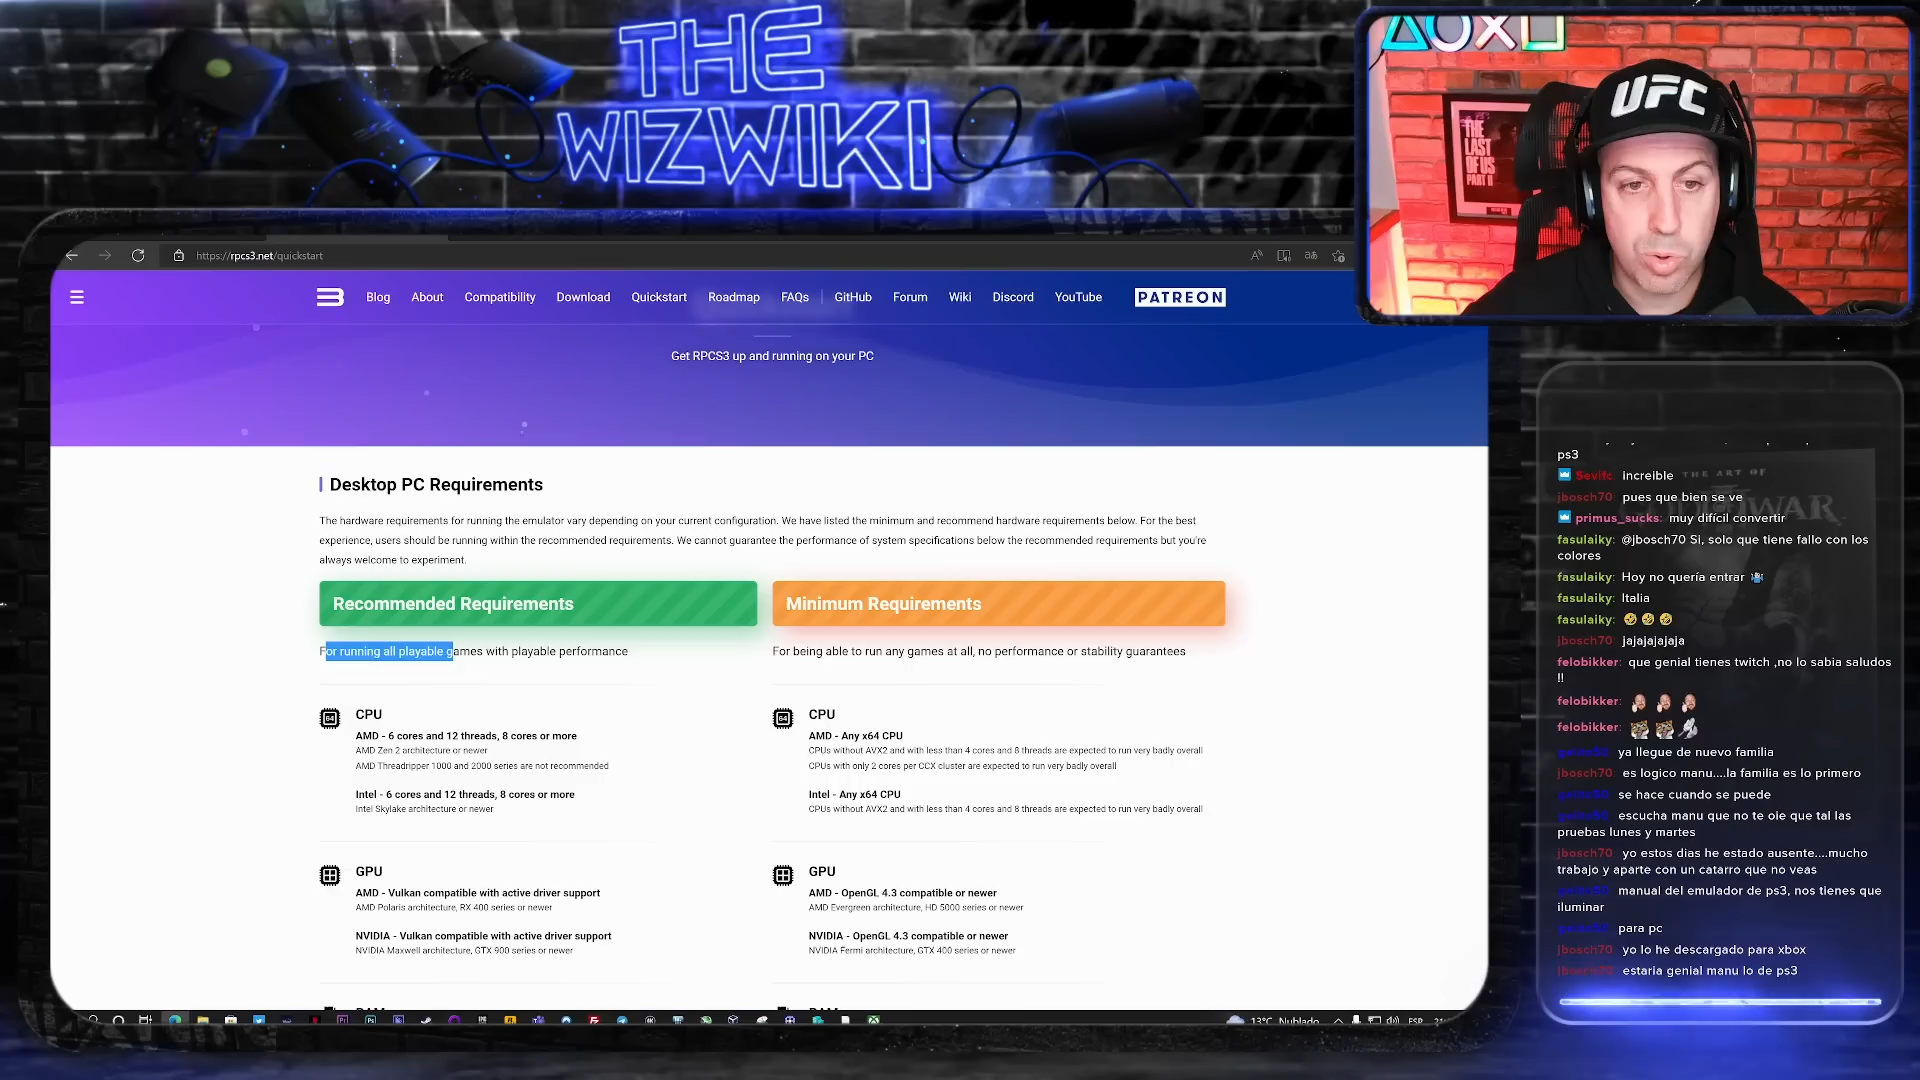 THE
WIZWIKI
UFC
THE
LAST
OF US
PART II
https://rpcs3.net/quickstart
Blog
About
Compatibility
Download
Quickstart
Roadmap
FAQs
GitHub
Forum
Wiki
Discord
YouTube
PATREON
Get RPCS3 up and running on your PC
Desktop PC Requirements
The hardware requirements for running the emulator vary depending on your current configuration. We have listed the minimum and recommend hardware requirements below. For the best
experience, users should be running within the recommended requirements. We cannot guarantee the performance of system specifications below the recommended requirements but you're
always welcome to experiment.
Recommended Requirements
For running all playable games with playable performance
CPU
AMD - 6 cores and 12 threads, 8 cores or more
AMD Zen 2 architecture or newer
AMD Threadripper 1000 and 2000 series are not recommended
Intel - 6 cores and 12 threads, 8 cores or more
Intel Skylake architecture or newer
GPU
AMD - Vulkan compatible with active driver support
AMD Polaris architecture, RX 400 series or newer
NVIDIA - Vulkan compatible with active driver support
NVIDIA Maxwell architecture, GTX 900 series or newer
Minimum Requirements
For being able to run any games at all, no performance or stability guarantees
CPU
AMD - Any x64 CPU
CPUs without AVX2 and with less than 4 cores and 8 threads are expected to run very badly overall
CPUs with only 2 cores per CCX cluster are expected to run very badly overall
Intel - Any x64 CPU
CPUs without AVX2 and with less than 4 cores and 8 threads are expected to run very badly overall
GPU
AMD - OpenGL 4.3 compatible or newer
AMD Evergreen architecture, HD 5000 series or newer
NVIDIA - OpenGL 4.3 compatible or newer
NVIDIA Fermi architecture, GTX 400 series or newer
13°C Nublado
ESP
THE ART OF
ps3
Sevifc increible
jbosch70 pues que bien se ve
primus_sucks: muy difícil convertir
fasulaiky: @jbosch70 Si, solo que tiene fallo con los
colores
fasulaiky: Hoy no quería entrar
fasulaiky: Italia
fasulaiky:
jbosch70 jajajajajaja
felobikker: que genial tienes twitch ,no lo sabia saludos
!!
felobikker:
felobikker:
ya llegue de nuevo familia
jbosch70 es logico manu....la familia es lo primero
se hace cuando se puede
escucha manu que no te oie que tal las
pruebas lunes y martes
jbosch70 yo estos dias he estado ausente....mucho
trabajo y aparte con un catarro que no veas
manual del emulador de ps3, nos tienes que
iluminar
para pc
jbosch70 yo lo he descargado para xbox
jbosch70 estaria genial manu lo de ps3